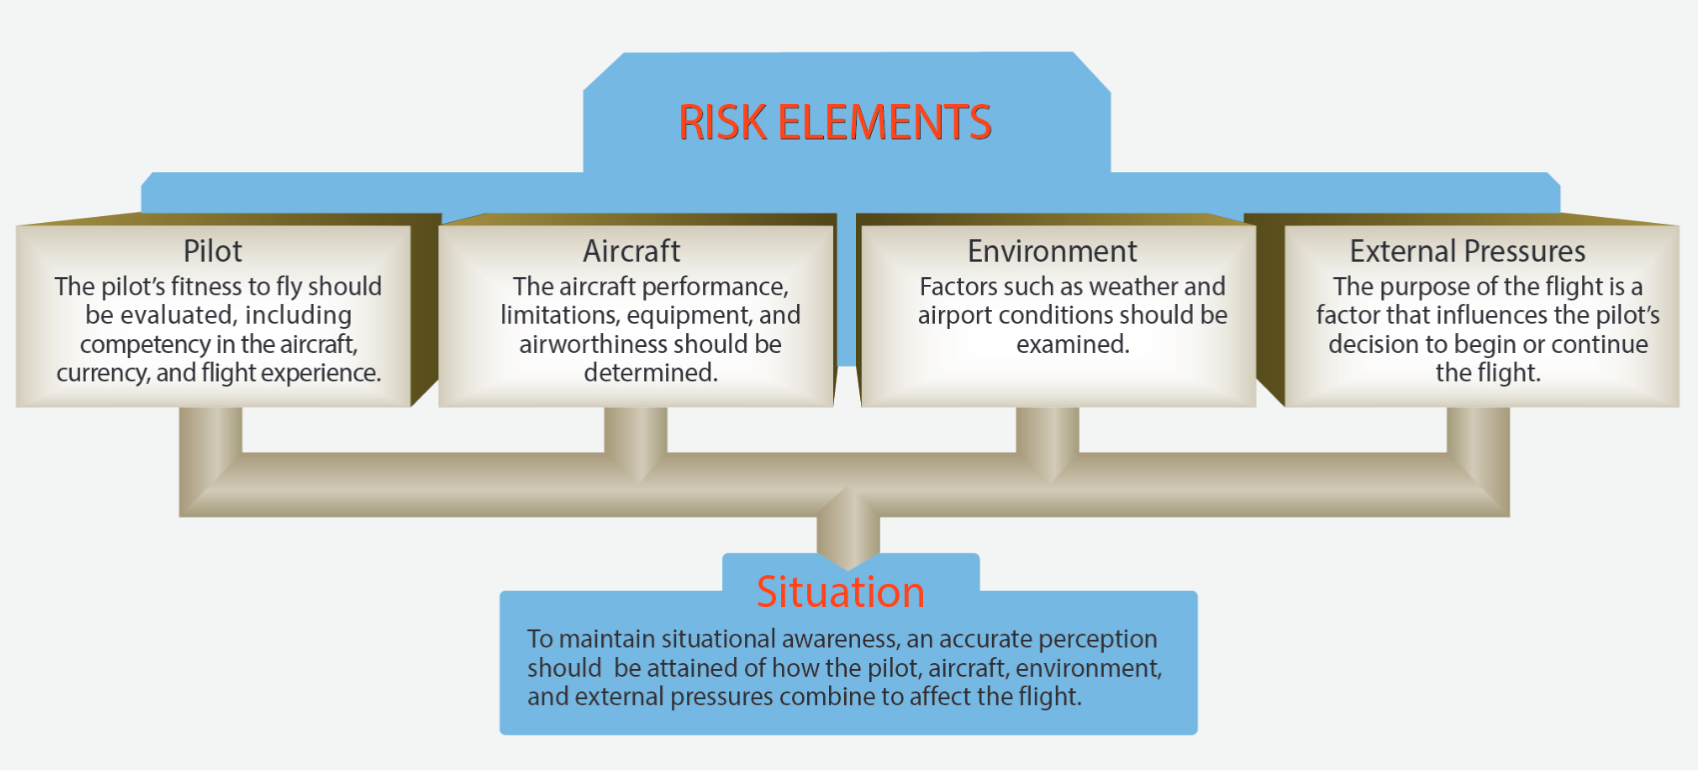 RISK ELEMENTS
Pilot
The pilot’s fitness to fly should
be evaluated, including
competency in the aircraft,
currency, and flight experience.
Aircraft
The aircraft performance,
limitations, equipment, and
airworthiness should be
determined.
Environment
Factors such as weather and
airport conditions should be
examined.
External Pressures
The purpose of the flight is a
factor that influences the pilot’s
decision to begin or continue
the flight.
Situation
To maintain situational awareness, an accurate perception
should  be attained of how the pilot, aircraft, environment,
and external pressures combine to affect the flight.